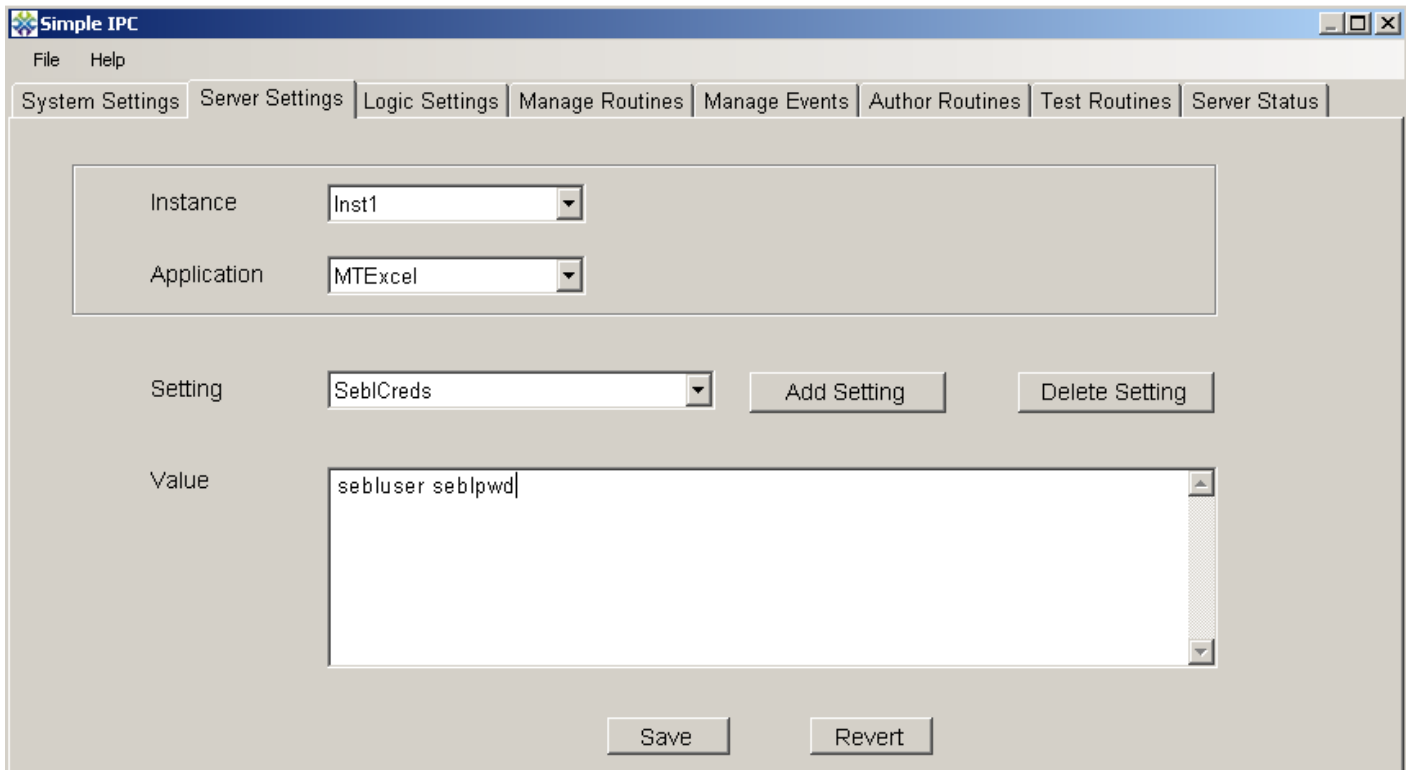 Simple IPC
File Help
System Settings Server Settings Logic Settings Manage Routines Manage Events Author Routines Test Routines Server Status
Instance Inst1
Application MTExcel
Setting SeblCreds Add Setting Delete Setting
Value sebluser seblpwd
Save Revert